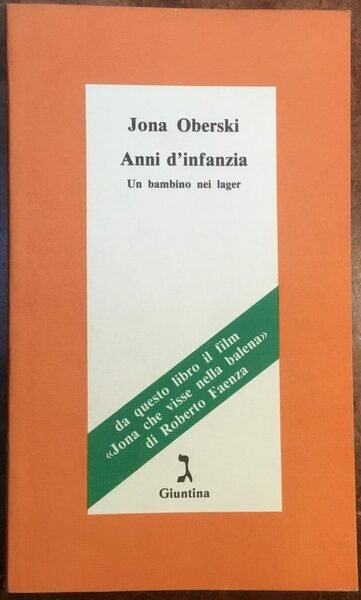 Jona Oberski
Anni d'infanzia
Un bambino nei lager
da questo libro il film
«Jona che visse nella balena»
di Roberto Faenza
ג
Giuntina